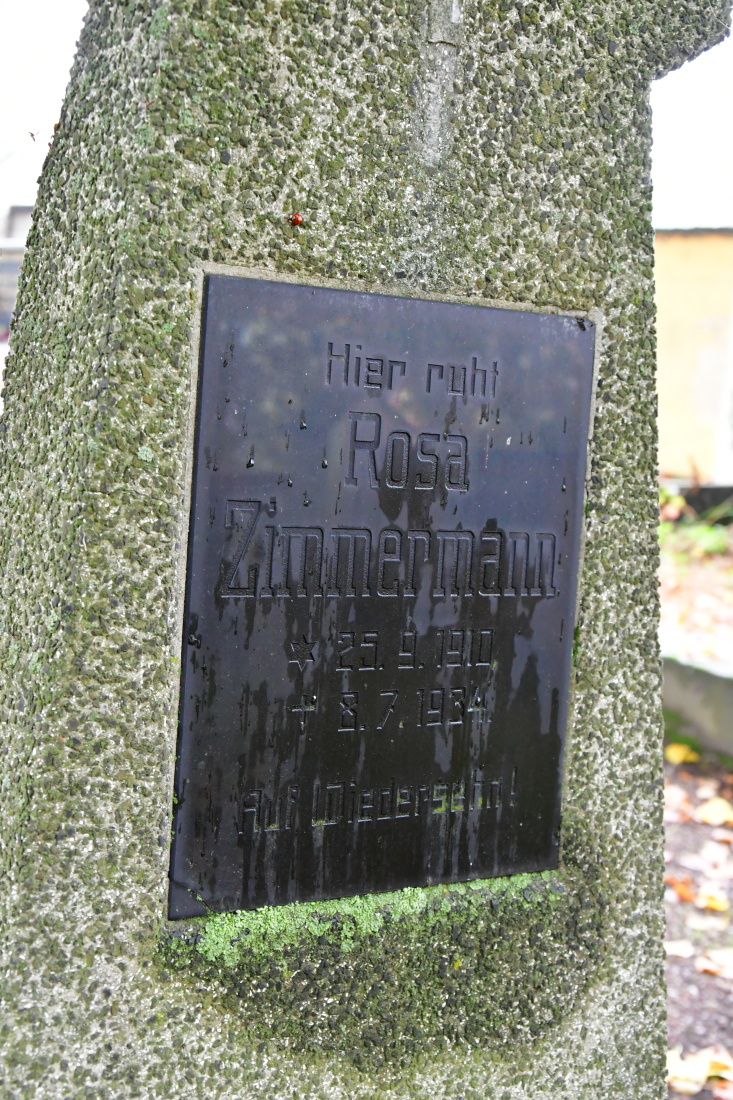 Hier ruht
Rosa
Zimmermann
* 25. 9. 1910
+ 8. 7. 1934
Auf Wiedersehn!